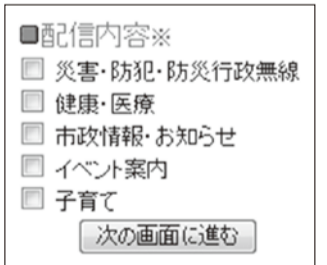 ■配信内容※
災害・防犯・防災行政無線
健康・医療
市政情報・お知らせ
イベント案内
子育て
次の画面に進む